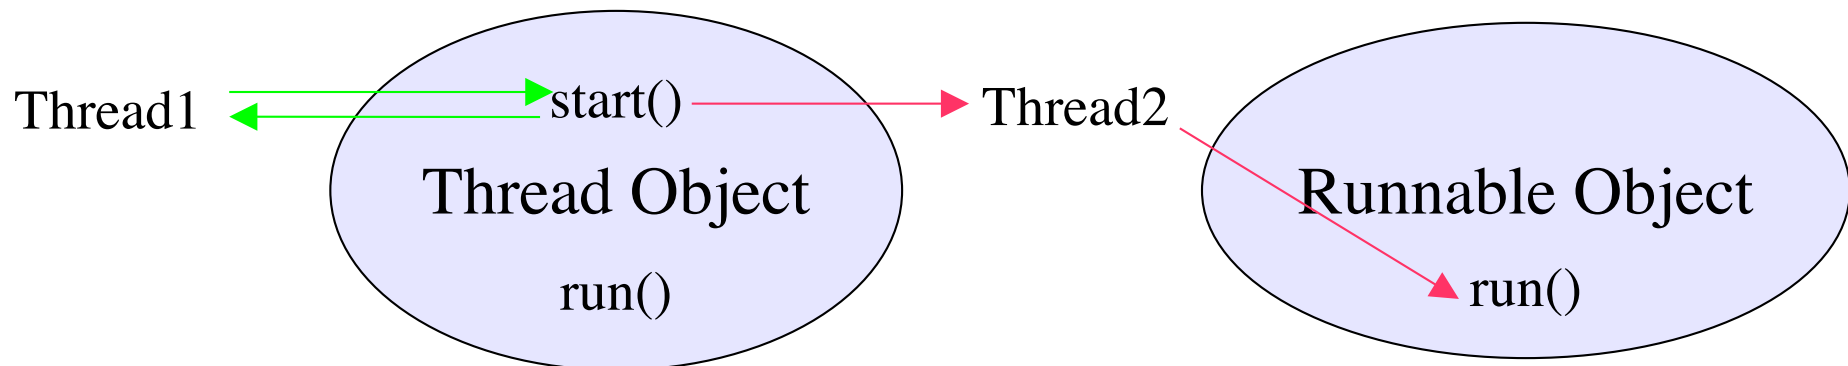 Thread1
start()
Thread2
Thread Object
Runnable Object
run()
run()